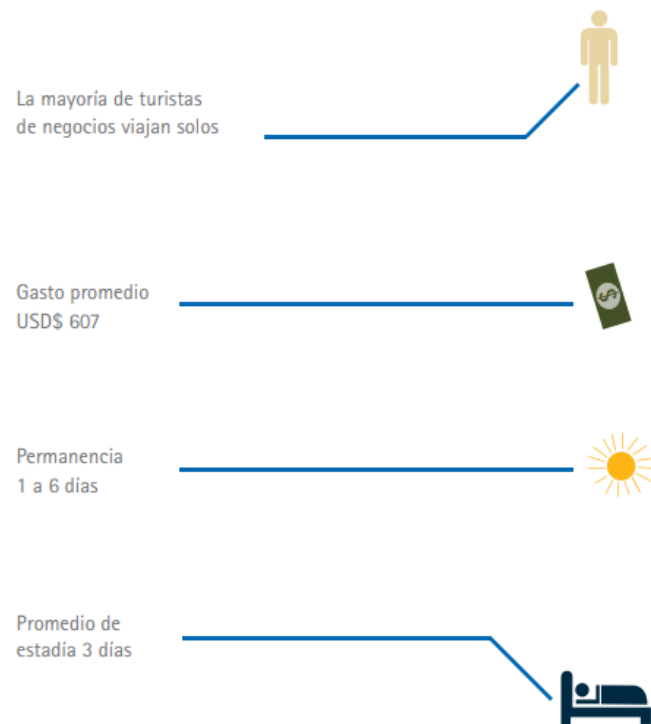 La mayoría de turistas
de negocios viajan solos
Gasto promedio
USD$ 607
$
Permanencia
1 a 6 días
Promedio de
estadía 3 días